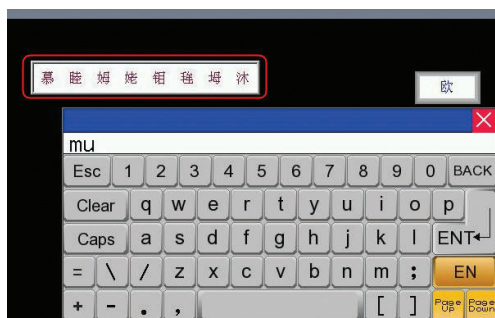 慕 睦 姆 姥 钼 毪 坶 沐
欧
mu
Esc 1 2 3 4 5 6 7 8 9 0 BACK
Clear q w e r t y u i o p
Caps a s d f g h j k l ENT
= \ / z x c v b n m ; EN
+ - . , [ ] Page Up Page Down